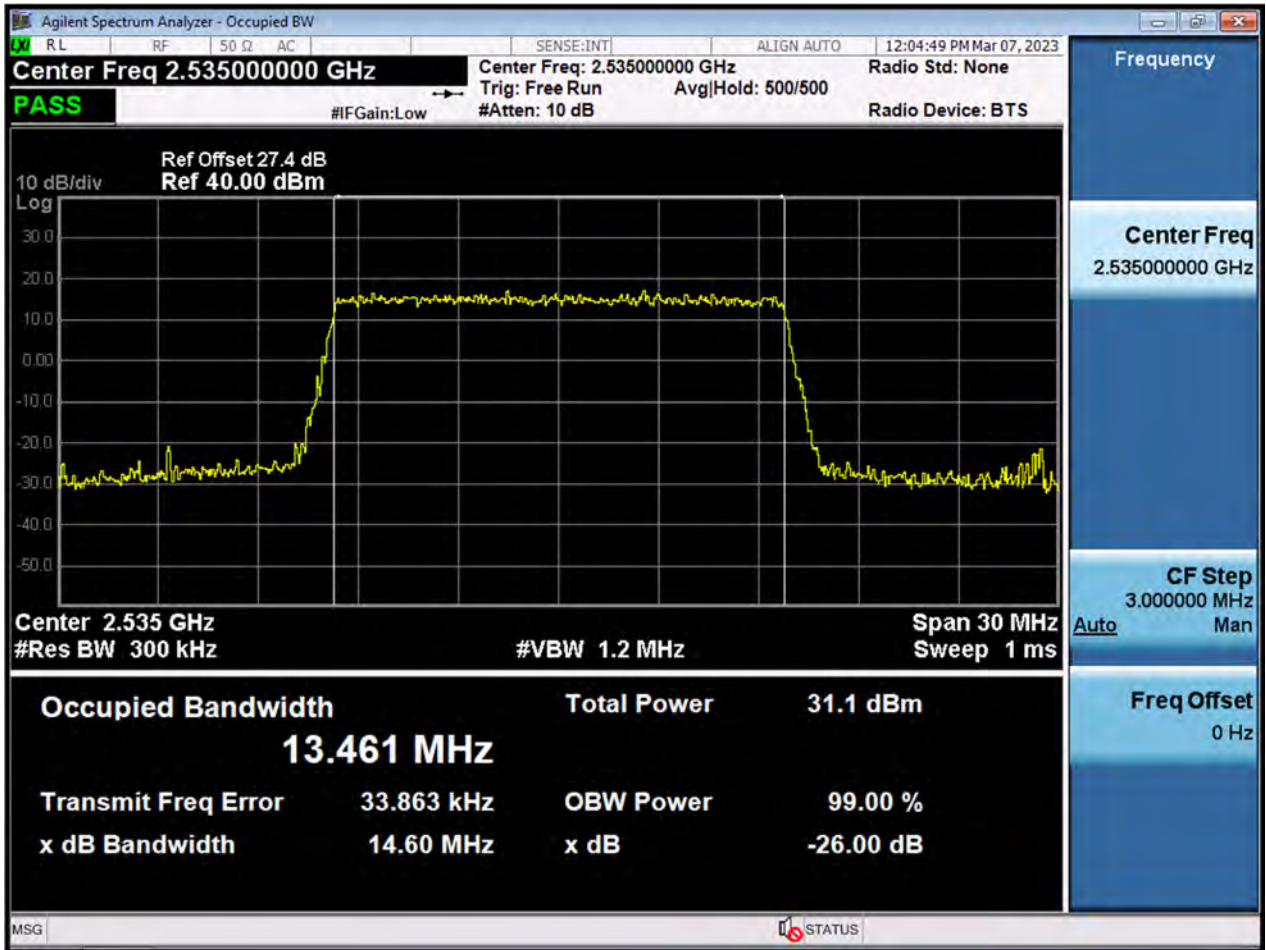 Agilent Spectrum Analyzer - Occupied BW
LXI RL RF 50 Ω AC SENSE:INT ALIGN AUTO 12:04:49 PM Mar 07, 2023
Center Freq 2.535000000 GHz
Center Freq: 2.535000000 GHz
Radio Std: None
Trig: Free Run Avg|Hold: 500/500
PASS
#IFGain:Low
#Atten: 10 dB
Radio Device: BTS
Ref Offset 27.4 dB
10 dB/div Ref 40.00 dBm
Log
30.0
20.0
10.0
0.00
-10.0
-20.0
-30.0
-40.0
-50.0
Center 2.535 GHz Span 30 MHz
#Res BW 300 kHz #VBW 1.2 MHz Sweep 1 ms
Occupied Bandwidth Total Power 31.1 dBm
13.461 MHz
Transmit Freq Error 33.863 kHz OBW Power 99.00 %
x dB Bandwidth 14.60 MHz x dB -26.00 dB
Frequency
Center Freq
2.535000000 GHz
CF Step
3.000000 MHz
Auto Man
Freq Offset
0 Hz
MSG STATUS